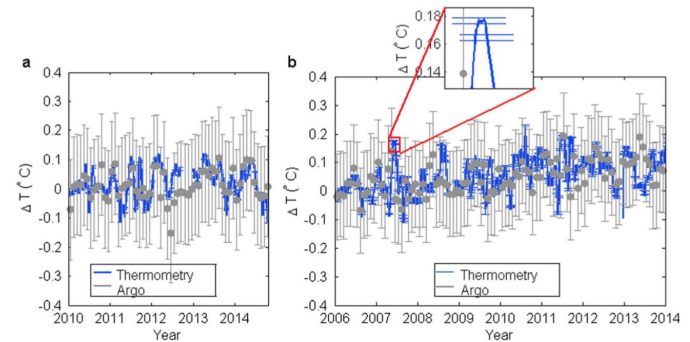 0.18
0.16
0.14
Δ T (°C)
a
b
0.4
0.3
0.2
0.1
0
-0.1
-0.2
-0.3
-0.4
Δ T (°C)
Thermometry
Argo
2010 2011 2012 2013 2014
Year
0.4
0.3
0.2
0.1
0
-0.1
-0.2
-0.3
-0.4
Δ T (°C)
Thermometry
Argo
2006 2007 2008 2009 2010 2011 2012 2013 2014
Year